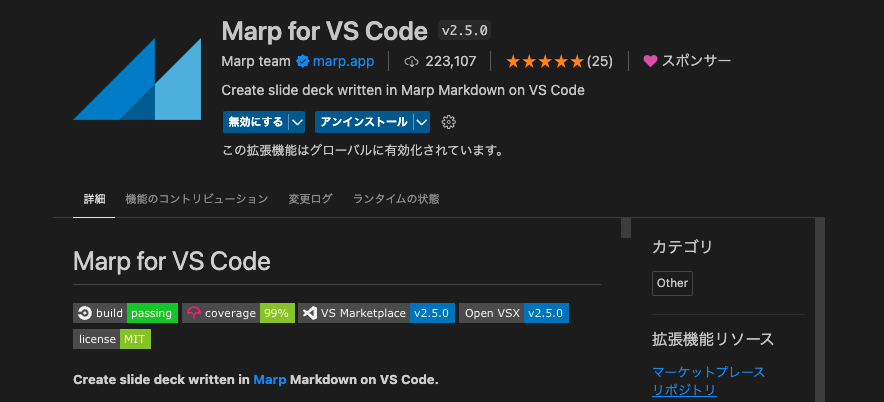 Marp for VS Code v2.5.0
Marp team marp.app 223,107 (25) スポンサー
Create slide deck written in Marp Markdown on VS Code
無効にする アンインストール
この拡張機能はグローバルに有効化されています。
詳細 機能のコントリビューション 変更ログ ランタイムの状態
Marp for VS Code
build passing coverage 99% VS Marketplace v2.5.0 Open VSX v2.5.0
license MIT
Create slide deck written in Marp Markdown on VS Code.
カテゴリ
Other
拡張機能リソース
マーケットプレース
リポジトリ